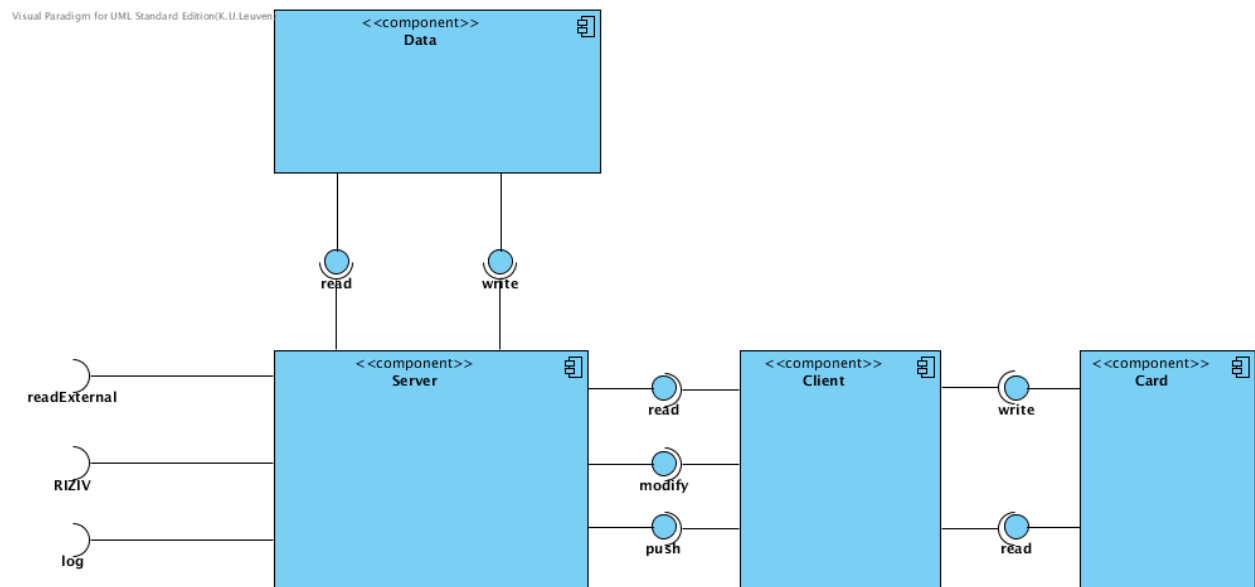 Visual Paradigm for UML Standard Edition(K.U.Leuven)
<<component>>
Data
read
write
<<component>>
Server
<<component>>
Client
<<component>>
Card
readExternal
read
write
RIZIV
modify
log
push
read